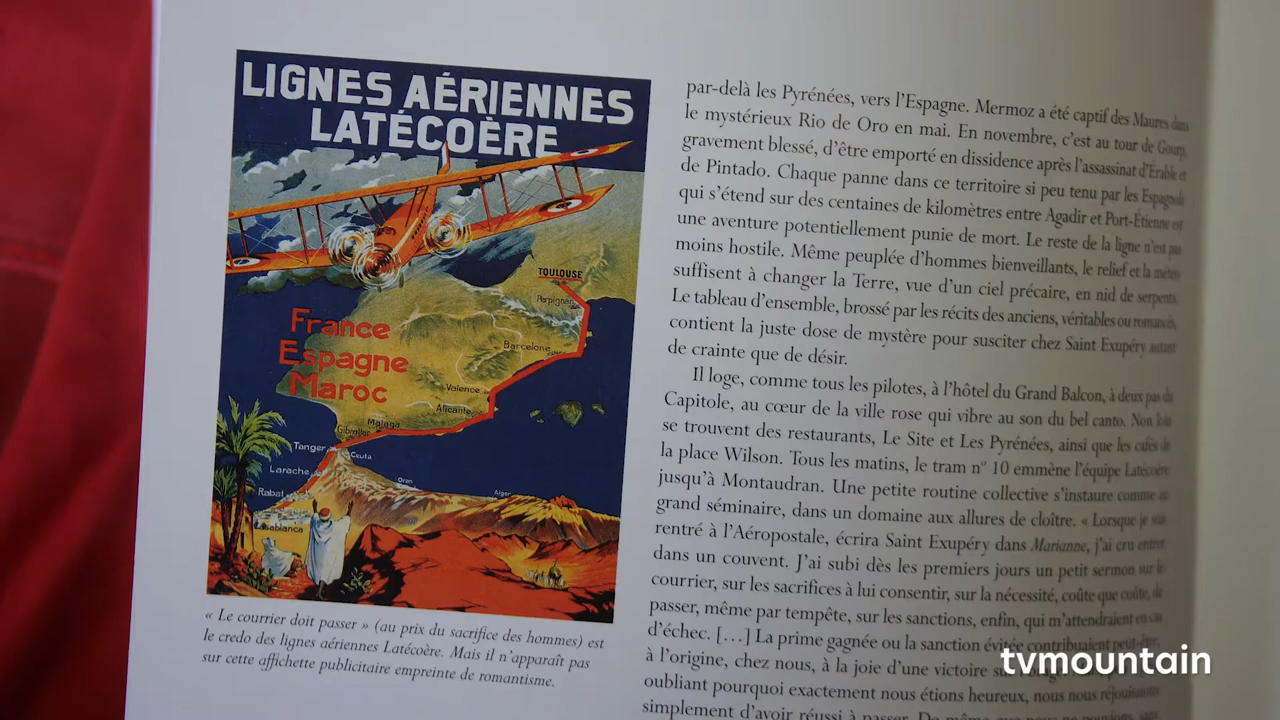 LIGNES AÉRIENNES
LATÉCOÈRE
TOULOUSE
Perpignan
France
Espagne
Maroc
Barcelone
Valence
Alicante
Malaga
Gibraltar
Tanger
Ceuta
Larache
Oran
Alger
Rabat
Casablanca
« Le courrier doit passer » (au prix du sacrifice des hommes) est
le credo des lignes aériennes Latécoère. Mais il n'apparaît pas
sur cette affichette publicitaire empreinte de romantisme.
par-delà les Pyrénées, vers l'Espagne. Mermoz a été captif des Maures dans
le mystérieux Rio de Oro en mai. En novembre, c'est au tour de Gourp,
gravement blessé, d'être emporté en dissidence après l'assassinat d'Érable et
de Pintado. Chaque panne dans ce territoire si peu tenu par les Espagnols
qui s'étend sur des centaines de kilomètres entre Agadir et Port-Étienne est
une aventure potentiellement punie de mort. Le reste de la ligne n'est pas
moins hostile. Même peuplée d'hommes bienveillants, le relief et la météo
suffisent à changer la Terre, vue d'un ciel précaire, en nid de serpents.
Le tableau d'ensemble, brossé par les récits des anciens, véritables ou romancés,
contient la juste dose de mystère pour susciter chez Saint Exupéry autant
de crainte que de désir.
Il loge, comme tous les pilotes, à l'hôtel du Grand Balcon, à deux pas du
Capitole, au cœur de la ville rose qui vibre au son du bel canto. Non loin
se trouvent des restaurants, Le Site et Les Pyrénées, ainsi que les cafés de
la place Wilson. Tous les matins, le tram n° 10 emmène l'équipe Latécoère
jusqu'à Montaudran. Une petite routine collective s'instaure comme au
grand séminaire, dans un domaine aux allures de cloître. « Lorsque je suis
rentré à l'Aéropostale, écrira Saint Exupéry dans Marianne, j'ai cru entrer
dans un couvent. J'ai subi dès les premiers jours un petit sermon sur le
courrier, sur les sacrifices à lui consentir, sur la nécessité, coûte que coûte, de
passer, même par tempête, sur les sanctions, enfin, qui m'attendraient en cas
d'échec. […] La prime gagnée ou la sanction évitée contribuaient peut-être,
à l'origine, chez nous, à la joie d'une victoire
oubliant pourquoi exactement nous étions heureux, nous nous réjouissions
simplement d'avoir réussi à passer. De même que nous ne
tvmountain